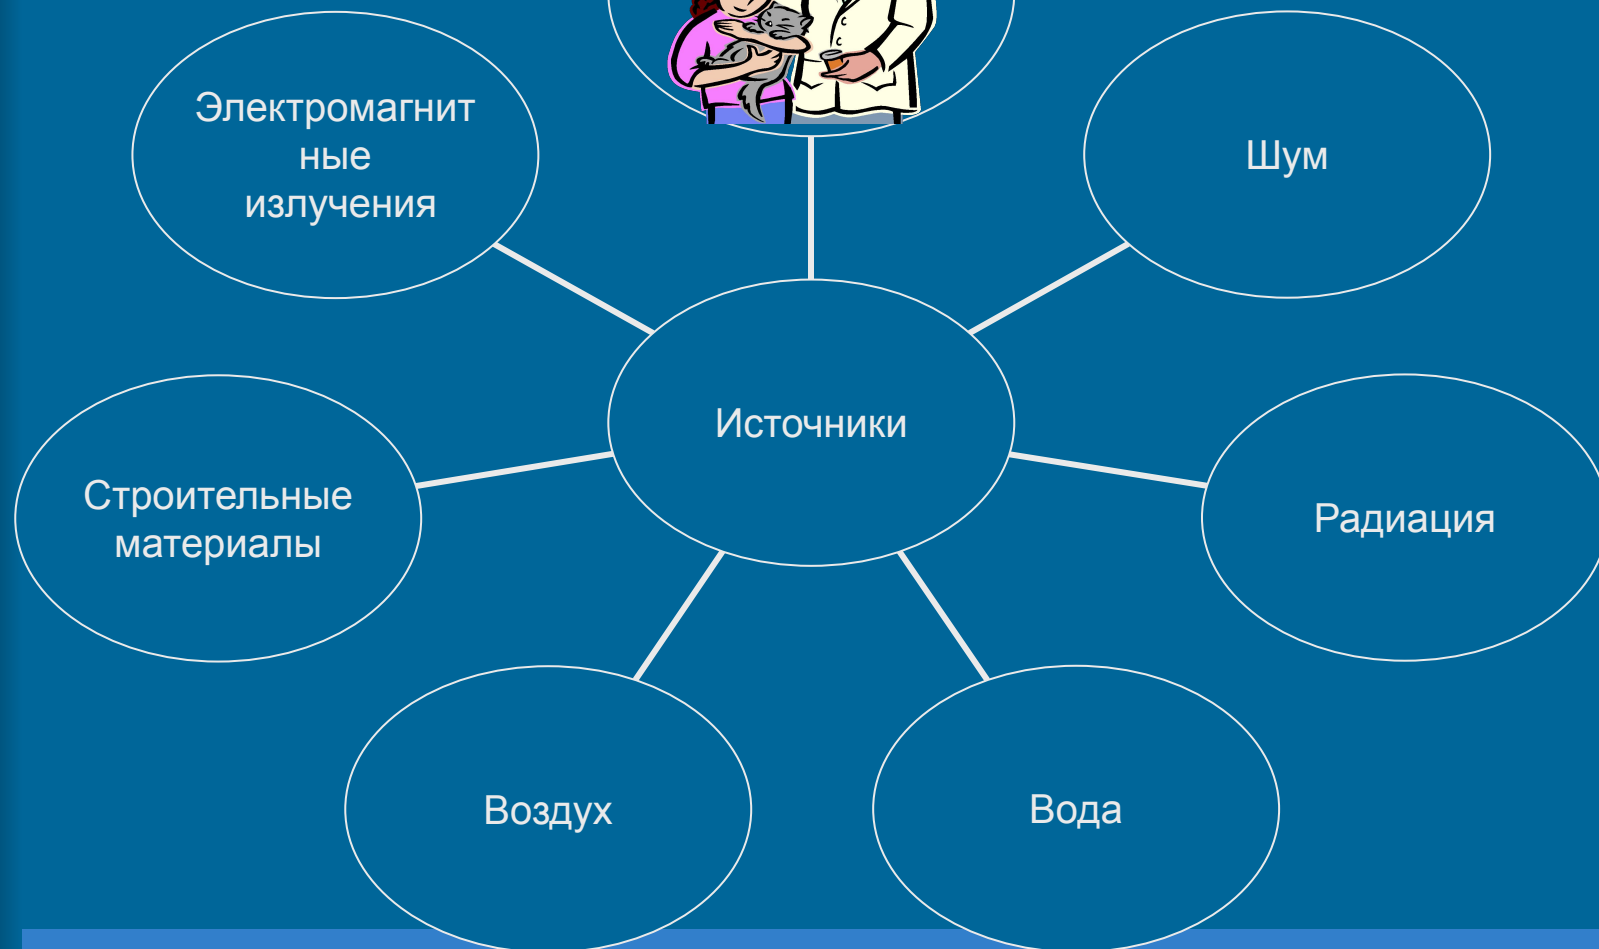 Электромагнит
ные
излучения
Шум
Источники
Строительные
материалы
Радиация
Воздух
Вода